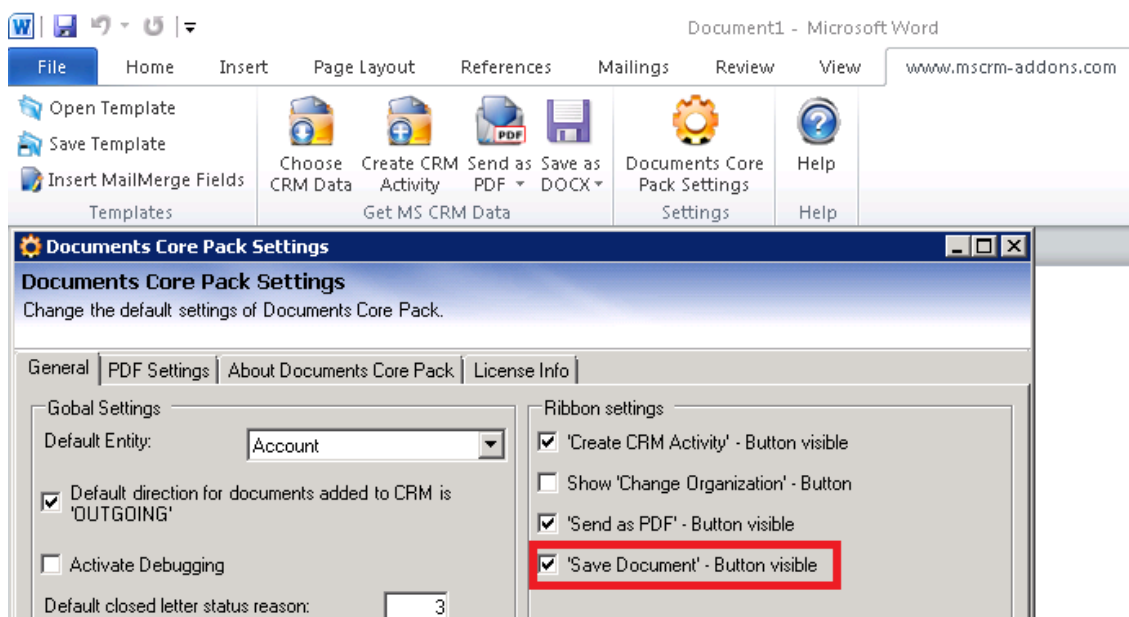 Document1 - Microsoft Word
File Home Insert Page Layout References Mailings Review View www.mscrm-addons.com
Open Template
Save Template
Insert MailMerge Fields
Templates
Choose
CRM Data
Create CRM
Activity
Send as
PDF
Save as
DOCX
Get MS CRM Data
Documents Core
Pack Settings
Settings
Help
Help
Documents Core Pack Settings
Documents Core Pack Settings
Change the default settings of Documents Core Pack.
General PDF Settings About Documents Core Pack License Info
Gobal Settings
Default Entity: Account
Default direction for documents added to CRM is
'OUTGOING'
Activate Debugging
Default closed letter status reason: 3
Ribbon settings
'Create CRM Activity' - Button visible
Show 'Change Organization' - Button
'Send as PDF' - Button visible
'Save Document' - Button visible